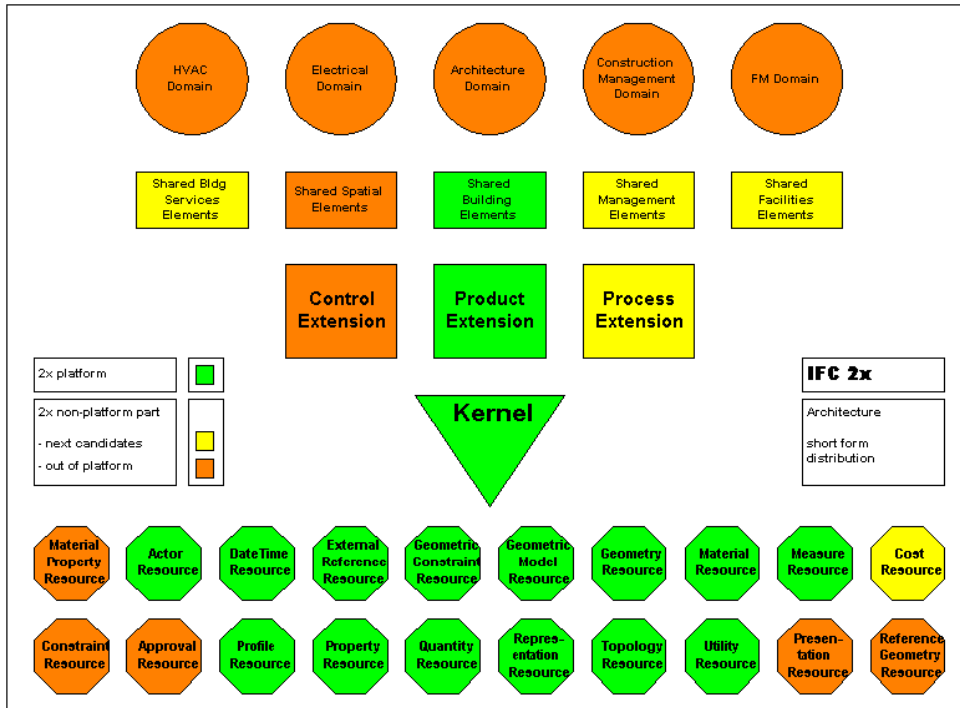 HVAC
Domain
Electrical
Domain
Architecture
Domain
Construction
Management
Domain
FM Domain
Shared Bldg
Services
Elements
Shared Spatial
Elements
Shared
Building
Elements
Shared
Management
Elements
Shared
Facilities
Elements
Control
Extension
Product
Extension
Process
Extension
2x platform
2x non-platform part
- next candidates
- out of platform
IFC 2x
Architecture
short form
distribution
Kernel
Material
Property
Resource
Actor
Resource
DateTime
Resource
External
Reference
Resource
Geometric
Constraint
Resource
Geometric
Model
Resource
Geometry
Resource
Material
Resource
Measure
Resource
Cost
Resource
Constraint
Resource
Approval
Resource
Profile
Resource
Property
Resource
Quantity
Resource
Repres-
entation
Resource
Topology
Resource
Utility
Resource
Presen-
tation
Resource
Reference
Geometry
Resource